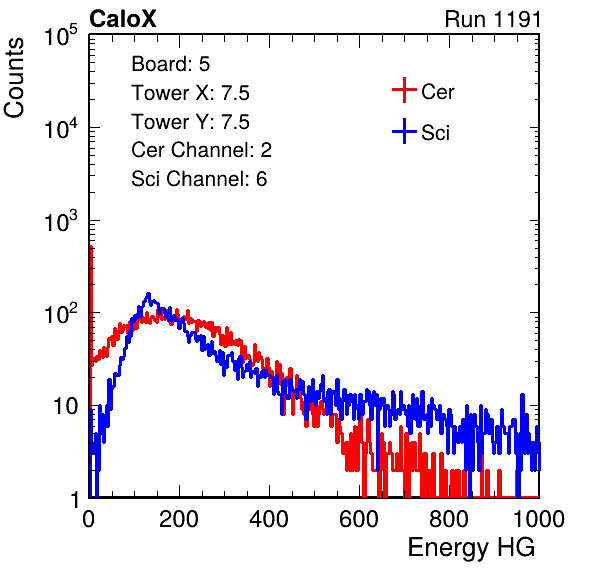 CaloX Run 1191
Counts
Board: 5
Tower X: 7.5
Tower Y: 7.5
Cer Channel: 2
Sci Channel: 6
Cer
Sci
10^5
10^4
10^3
10^2
10
1
0 200 400 600 800 1000
Energy HG